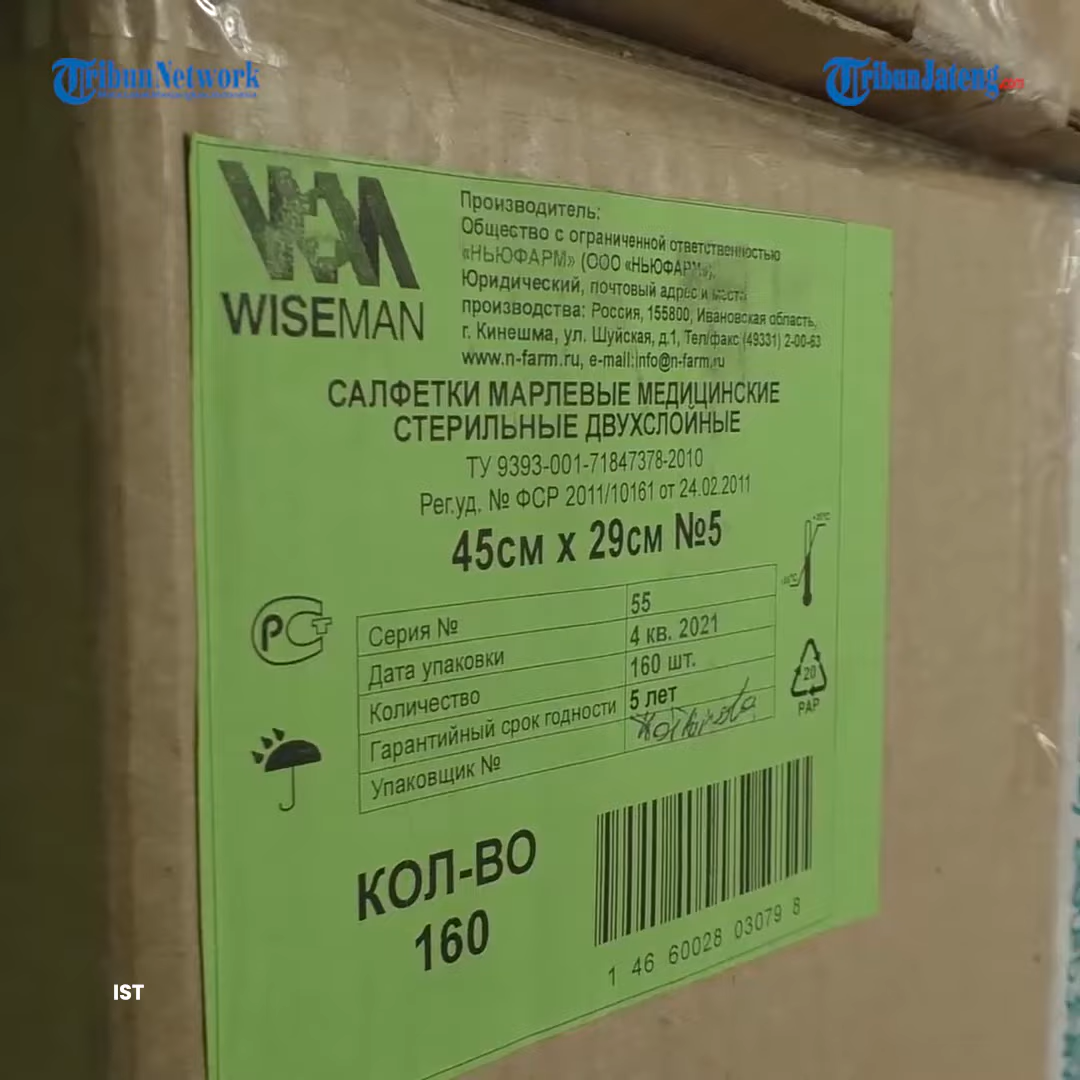 TribunNetwork
TribunJateng.com
WISEMAN
Производитель:
Общество с ограниченной ответственностью
«НЬЮФАРМ» (ООО «НЬЮФАРМ»).
Юридический, почтовый адрес и место
производства: Россия, 155800, Ивановская область,
г. Кинешма, ул. Шуйская, д.1, Тел/факс (49331) 2-00-63
www.n-farm.ru, e-mail:info@n-farm.ru
САЛФЕТКИ МАРЛЕВЫЕ МЕДИЦИНСКИЕ
СТЕРИЛЬНЫЕ ДВУХСЛОЙНЫЕ
ТУ 9393-001-71847378-2010
Рег.уд. № ФСР 2011/10161 от 24.02.2011
45см х 29см №5
Серия № 55
Дата упаковки 4 кв. 2021
Количество 160 шт.
Гарантийный срок годности 5 лет
Упаковщик №
РСТ
20
PAP
КОЛ-ВО
160
1 46 60028 03079 8
IST